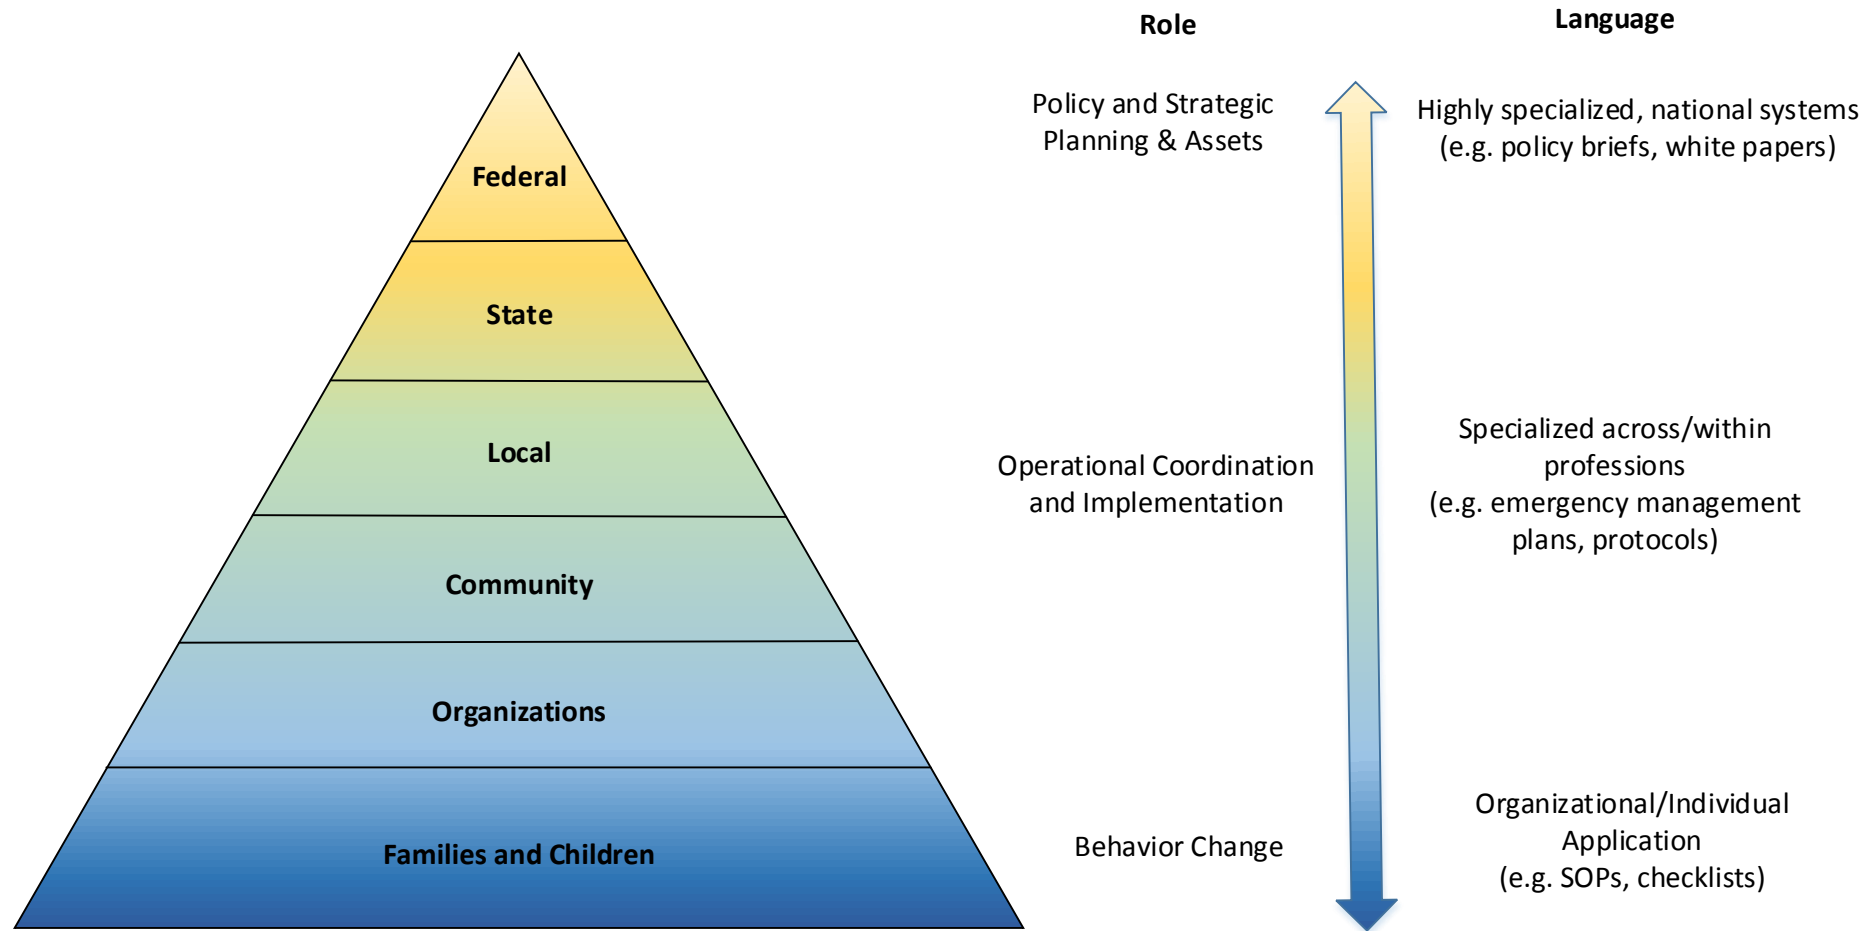 Role
Language
Policy and Strategic
Planning & Assets
Highly specialized, national systems
(e.g. policy briefs, white papers)
Federal
State
Local
Operational Coordination
and Implementation
Specialized across/within
professions
(e.g. emergency management
plans, protocols)
Community
Organizations
Families and Children
Behavior Change
Organizational/Individual
Application
(e.g. SOPs, checklists)